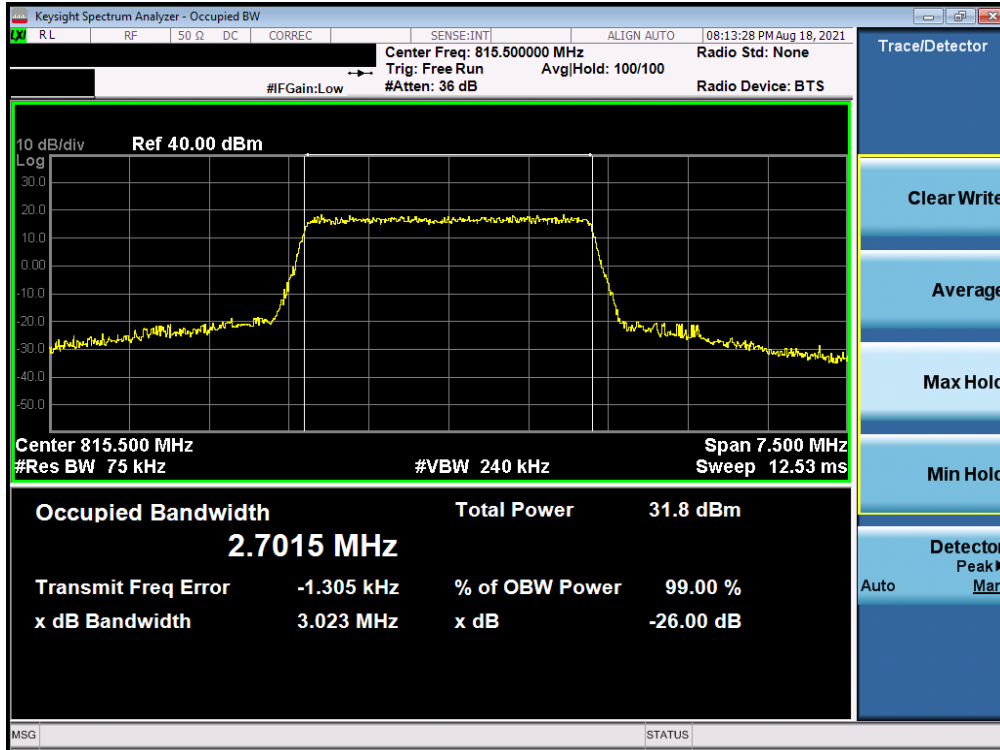 Keysight Spectrum Analyzer - Occupied BW
LXI RL RF 50 Ω DC CORREC SENSE:INT ALIGN AUTO 08:13:28 PM Aug 18, 2021
Center Freq: 815.500000 MHz Radio Std: None
Trig: Free Run Avg|Hold: 100/100
#IFGain:Low #Atten: 36 dB Radio Device: BTS
Trace/Detector
10 dB/div Ref 40.00 dBm
Log
30.0
20.0
10.0
0.00
-10.0
-20.0
-30.0
-40.0
-50.0
Center 815.500 MHz Span 7.500 MHz
#Res BW 75 kHz #VBW 240 kHz Sweep 12.53 ms
Occupied Bandwidth Total Power 31.8 dBm
2.7015 MHz
Transmit Freq Error -1.305 kHz % of OBW Power 99.00 %
x dB Bandwidth 3.023 MHz x dB -26.00 dB
Clear Write
Average
Max Hold
Min Hold
Detector
Peak▶
Auto Man
MSG STATUS